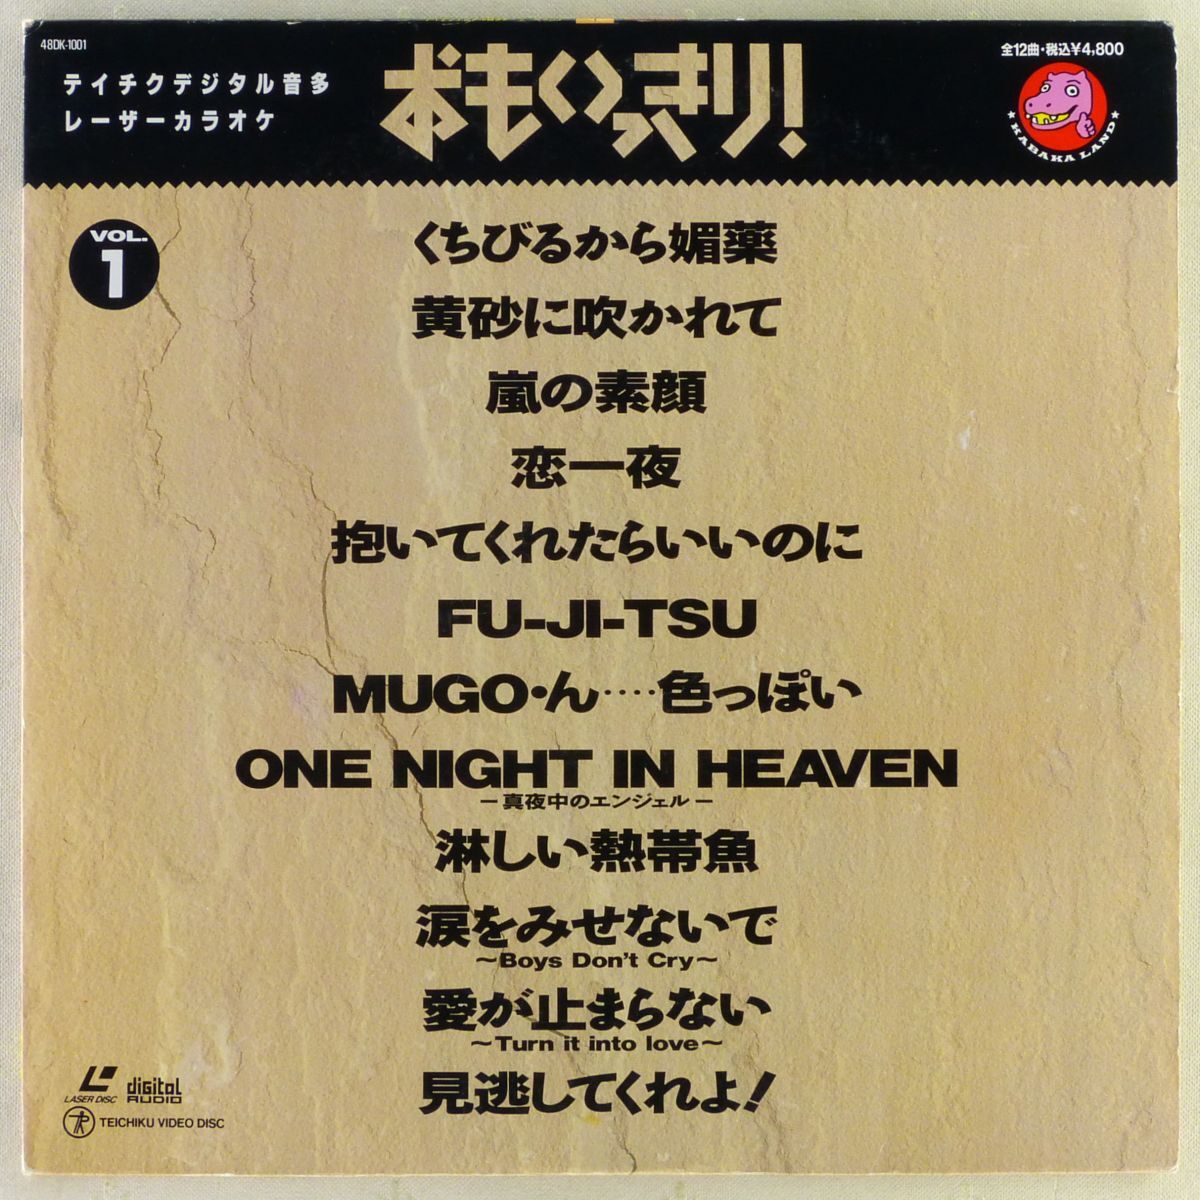 48DK-1001
テイチクデジタル音多
レーザーカラオケ
おもいっきり!
全12曲・税込¥4,800
★KABAKA LAND★
VOL.
1
くちびるから媚薬
黄砂に吹かれて
嵐の素顔
恋一夜
抱いてくれたらいいのに
FU-JI-TSU
MUGO・ん‥‥色っぽい
ONE NIGHT IN HEAVEN
—真夜中のエンジェル—
淋しい熱帯魚
涙をみせないで
～Boys Don't Cry～
愛が止まらない
～Turn it into love～
見逃してくれよ!
LASER DISC
digital
AUDIO
TEICHIKU VIDEO DISC